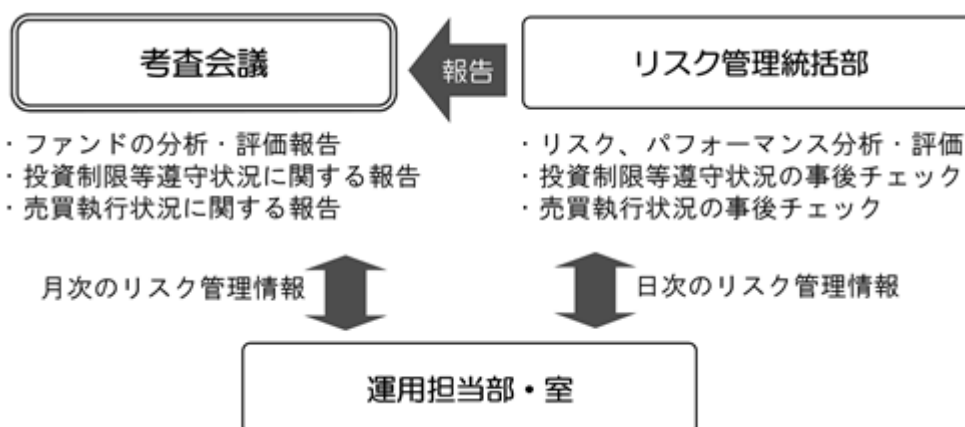 考査会議
報告
リスク管理統括部
・ファンドの分析・評価報告
・投資制限等遵守状況に関する報告
・売買執行状況に関する報告
・リスク、パフォーマンス分析・評価
・投資制限等遵守状況の事後チェック
・売買執行状況の事後チェック
月次のリスク管理情報
日次のリスク管理情報
運用担当部・室